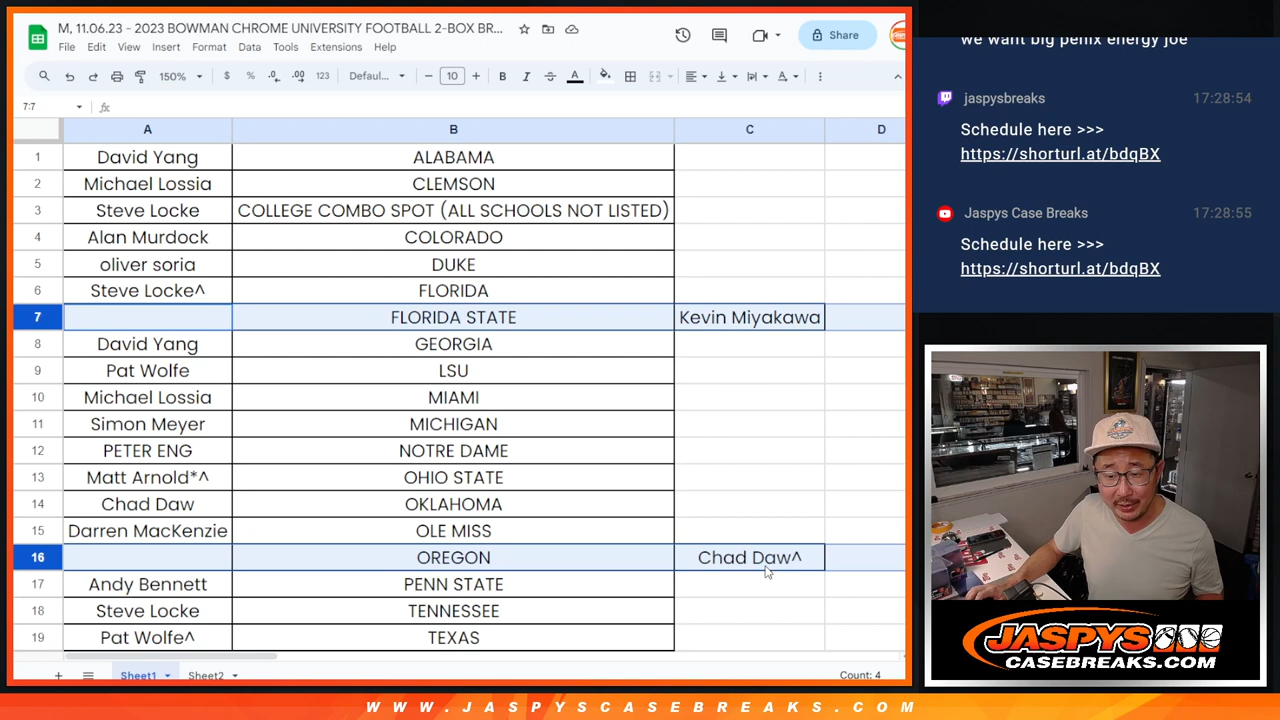 M, 11.06.23 - 2023 BOWMAN CHROME UNIVERSITY FOOTBALL 2-BOX BR...
Share
File Edit View Insert Format Data Tools Extensions Help
150% $ % .0 .00 123 Defaul... − 10 + B I A
7:7 fx
A B C D
1 David Yang ALABAMA
2 Michael Lossia CLEMSON
3 Steve Locke COLLEGE COMBO SPOT (ALL SCHOOLS NOT LISTED)
4 Alan Murdock COLORADO
5 oliver soria DUKE
6 Steve Locke^ FLORIDA
7 FLORIDA STATE Kevin Miyakawa
8 David Yang GEORGIA
9 Pat Wolfe LSU
10 Michael Lossia MIAMI
11 Simon Meyer MICHIGAN
12 PETER ENG NOTRE DAME
13 Matt Arnold*^ OHIO STATE
14 Chad Daw OKLAHOMA
15 Darren MacKenzie OLE MISS
16 OREGON Chad Daw^
17 Andy Bennett PENN STATE
18 Steve Locke TENNESSEE
19 Pat Wolfe^ TEXAS
+ Sheet1 Sheet2 Count: 4
we want big penix energy joe
jaspysbreaks 17:28:54
Schedule here >>>
https://shorturl.at/bdqBX
Jaspys Case Breaks 17:28:55
Schedule here >>>
https://shorturl.at/bdqBX
JASPYS
CASEBREAKS.COM
WWW.JASPYSCASEBREAKS.COM